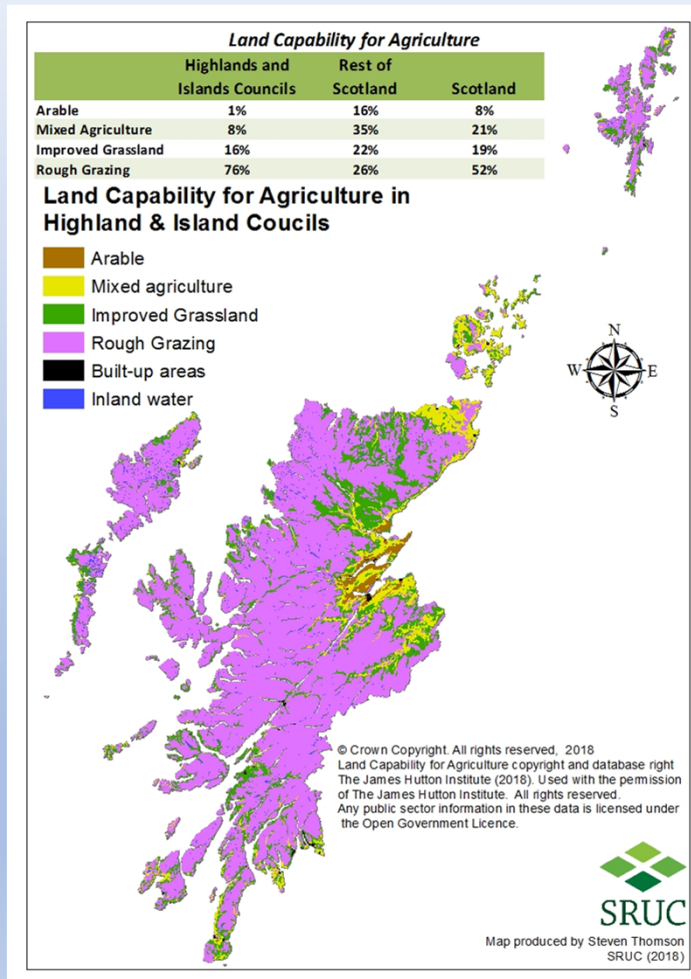 Land Capability for Agriculture
Highlands and Islands Councils Rest of Scotland Scotland
Arable 1% 16% 8%
Mixed Agriculture 8% 35% 21%
Improved Grassland 16% 22% 19%
Rough Grazing 76% 26% 52%
Land Capability for Agriculture in
Highland & Island Coucils
Arable
Mixed agriculture
Improved Grassland
Rough Grazing
Built-up areas
Inland water
N
W E
S
© Crown Copyright. All rights reserved, 2018
Land Capability for Agriculture copyright and database right
The James Hutton Institute (2018). Used with the permission
of The James Hutton Institute. All rights reserved.
Any public sector information in these data is licensed under
the Open Government Licence.
SRUC
Map produced by Steven Thomson
SRUC (2018)